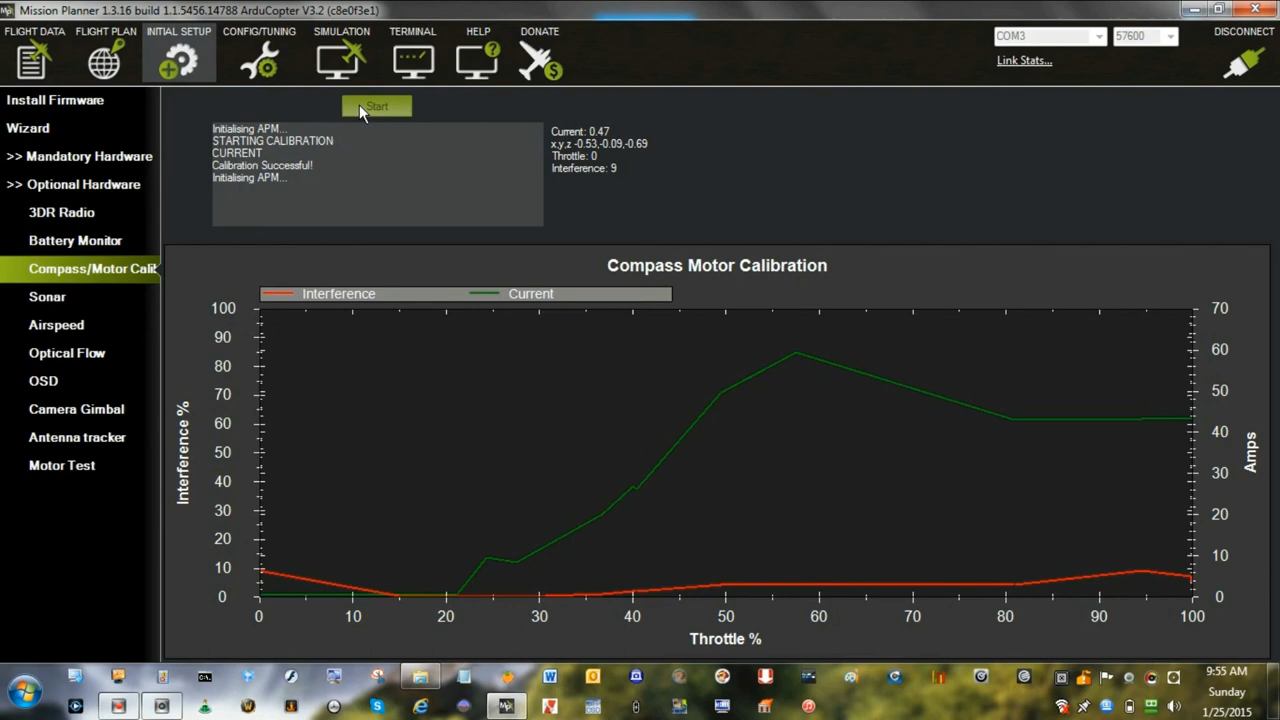 Mission Planner 1.3.16 build 1.1.5456.14788 ArduCopter V3.2 (c8e0f3e1)
FLIGHT DATA FLIGHT PLAN INITIAL SETUP CONFIG/TUNING SIMULATION TERMINAL HELP DONATE
COM3 57600 DISCONNECT
Link Stats...
Install Firmware
Wizard
>> Mandatory Hardware
>> Optional Hardware
3DR Radio
Battery Monitor
Compass/Motor Calib
Sonar
Airspeed
Optical Flow
OSD
Camera Gimbal
Antenna tracker
Motor Test
Start
Initialising APM...
STARTING CALIBRATION
CURRENT
Calibration Successful!
Initialising APM...
Current: 0.47
x,y,z -0.53,-0.09,-0.69
Throttle: 0
Interference: 9
Compass Motor Calibration
Interference Current
100
90
80
70
60
50
40
30
20
10
0
Interference %
70
60
50
40
30
20
10
0
Amps
0 10 20 30 40 50 60 70 80 90 100
Throttle %
9:55 AM
Sunday
1/25/2015